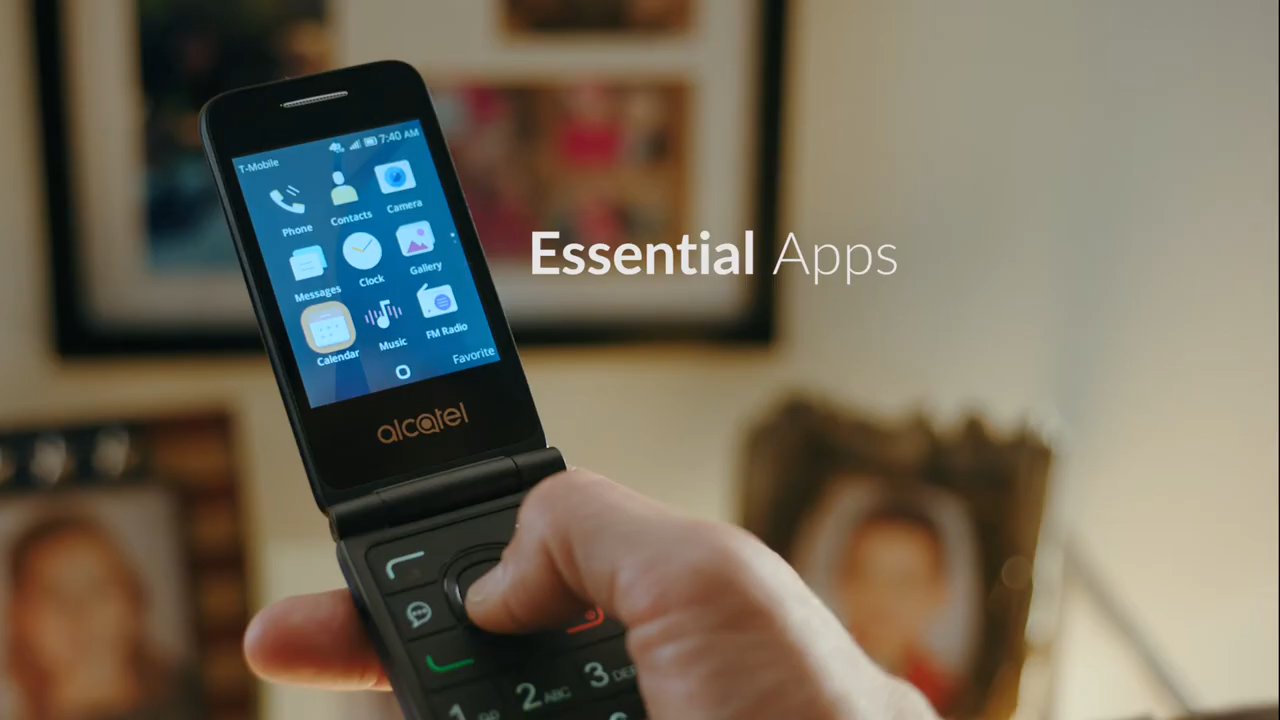 Essential Apps
T-Mobile 7:40 AM
Phone Contacts Camera
Messages Clock Gallery
Calendar Music FM Radio
Favorite
alcatel
1
2 ABC
3